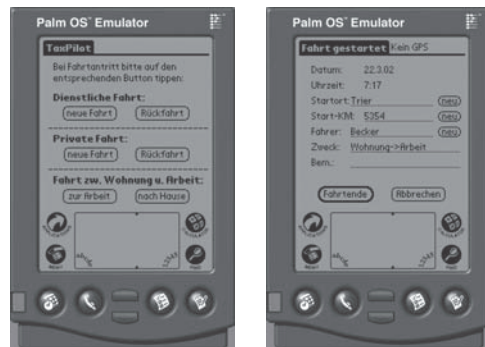 Palm OS™ Emulator
TaxPilot
Bei Fahrtantritt bitte auf den
entsprechenden Button tippen:
Dienstliche Fahrt:
neue Fahrt Rückfahrt
Private Fahrt:
neue Fahrt Rückfahrt
Fahrt zw. Wohnung u. Arbeit:
zur Arbeit nach Hause
Palm OS™ Emulator
Fahrt gestartet Kein GPS
Datum: 22.3.02
Uhrzeit: 7:17
Startort: Trier neu
Start-KM: 5354 neu
Fahrer: Becker neu
Zweck: Wohnung->Arbeit
Bem.:
Fahrtende Abbrechen